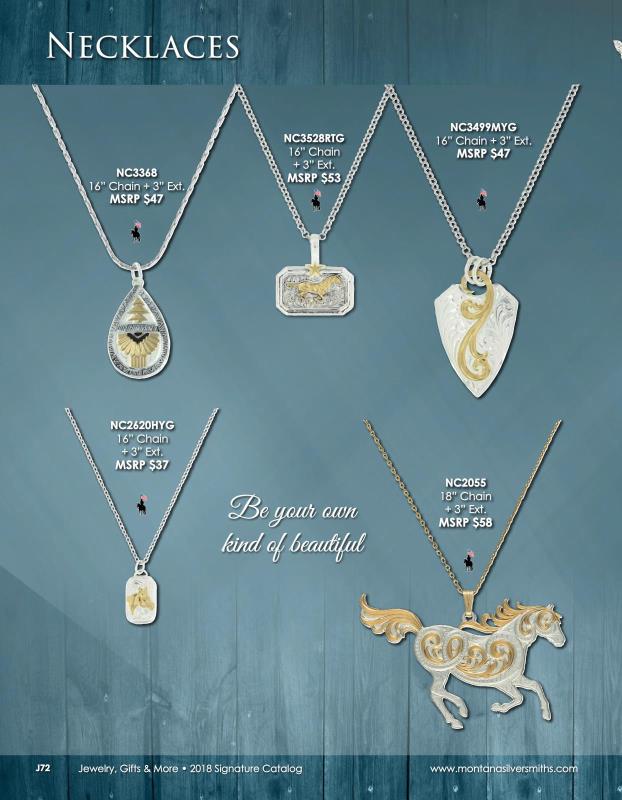 NECKLACES
NC3368
16” Chain + 3” Ext.
MSRP $47
NC3528RTG
16” Chain
+ 3” Ext.
MSRP $53
NC3499MYG
16” Chain + 3” Ext.
MSRP $47
NC2620HYG
16” Chain
+ 3” Ext.
MSRP $37
Be your own
kind of beautiful
NC2055
18” Chain
+ 3” Ext.
MSRP $58
J72 Jewelry, Gifts & More • 2018 Signature Catalog www.montanasilversmiths.com